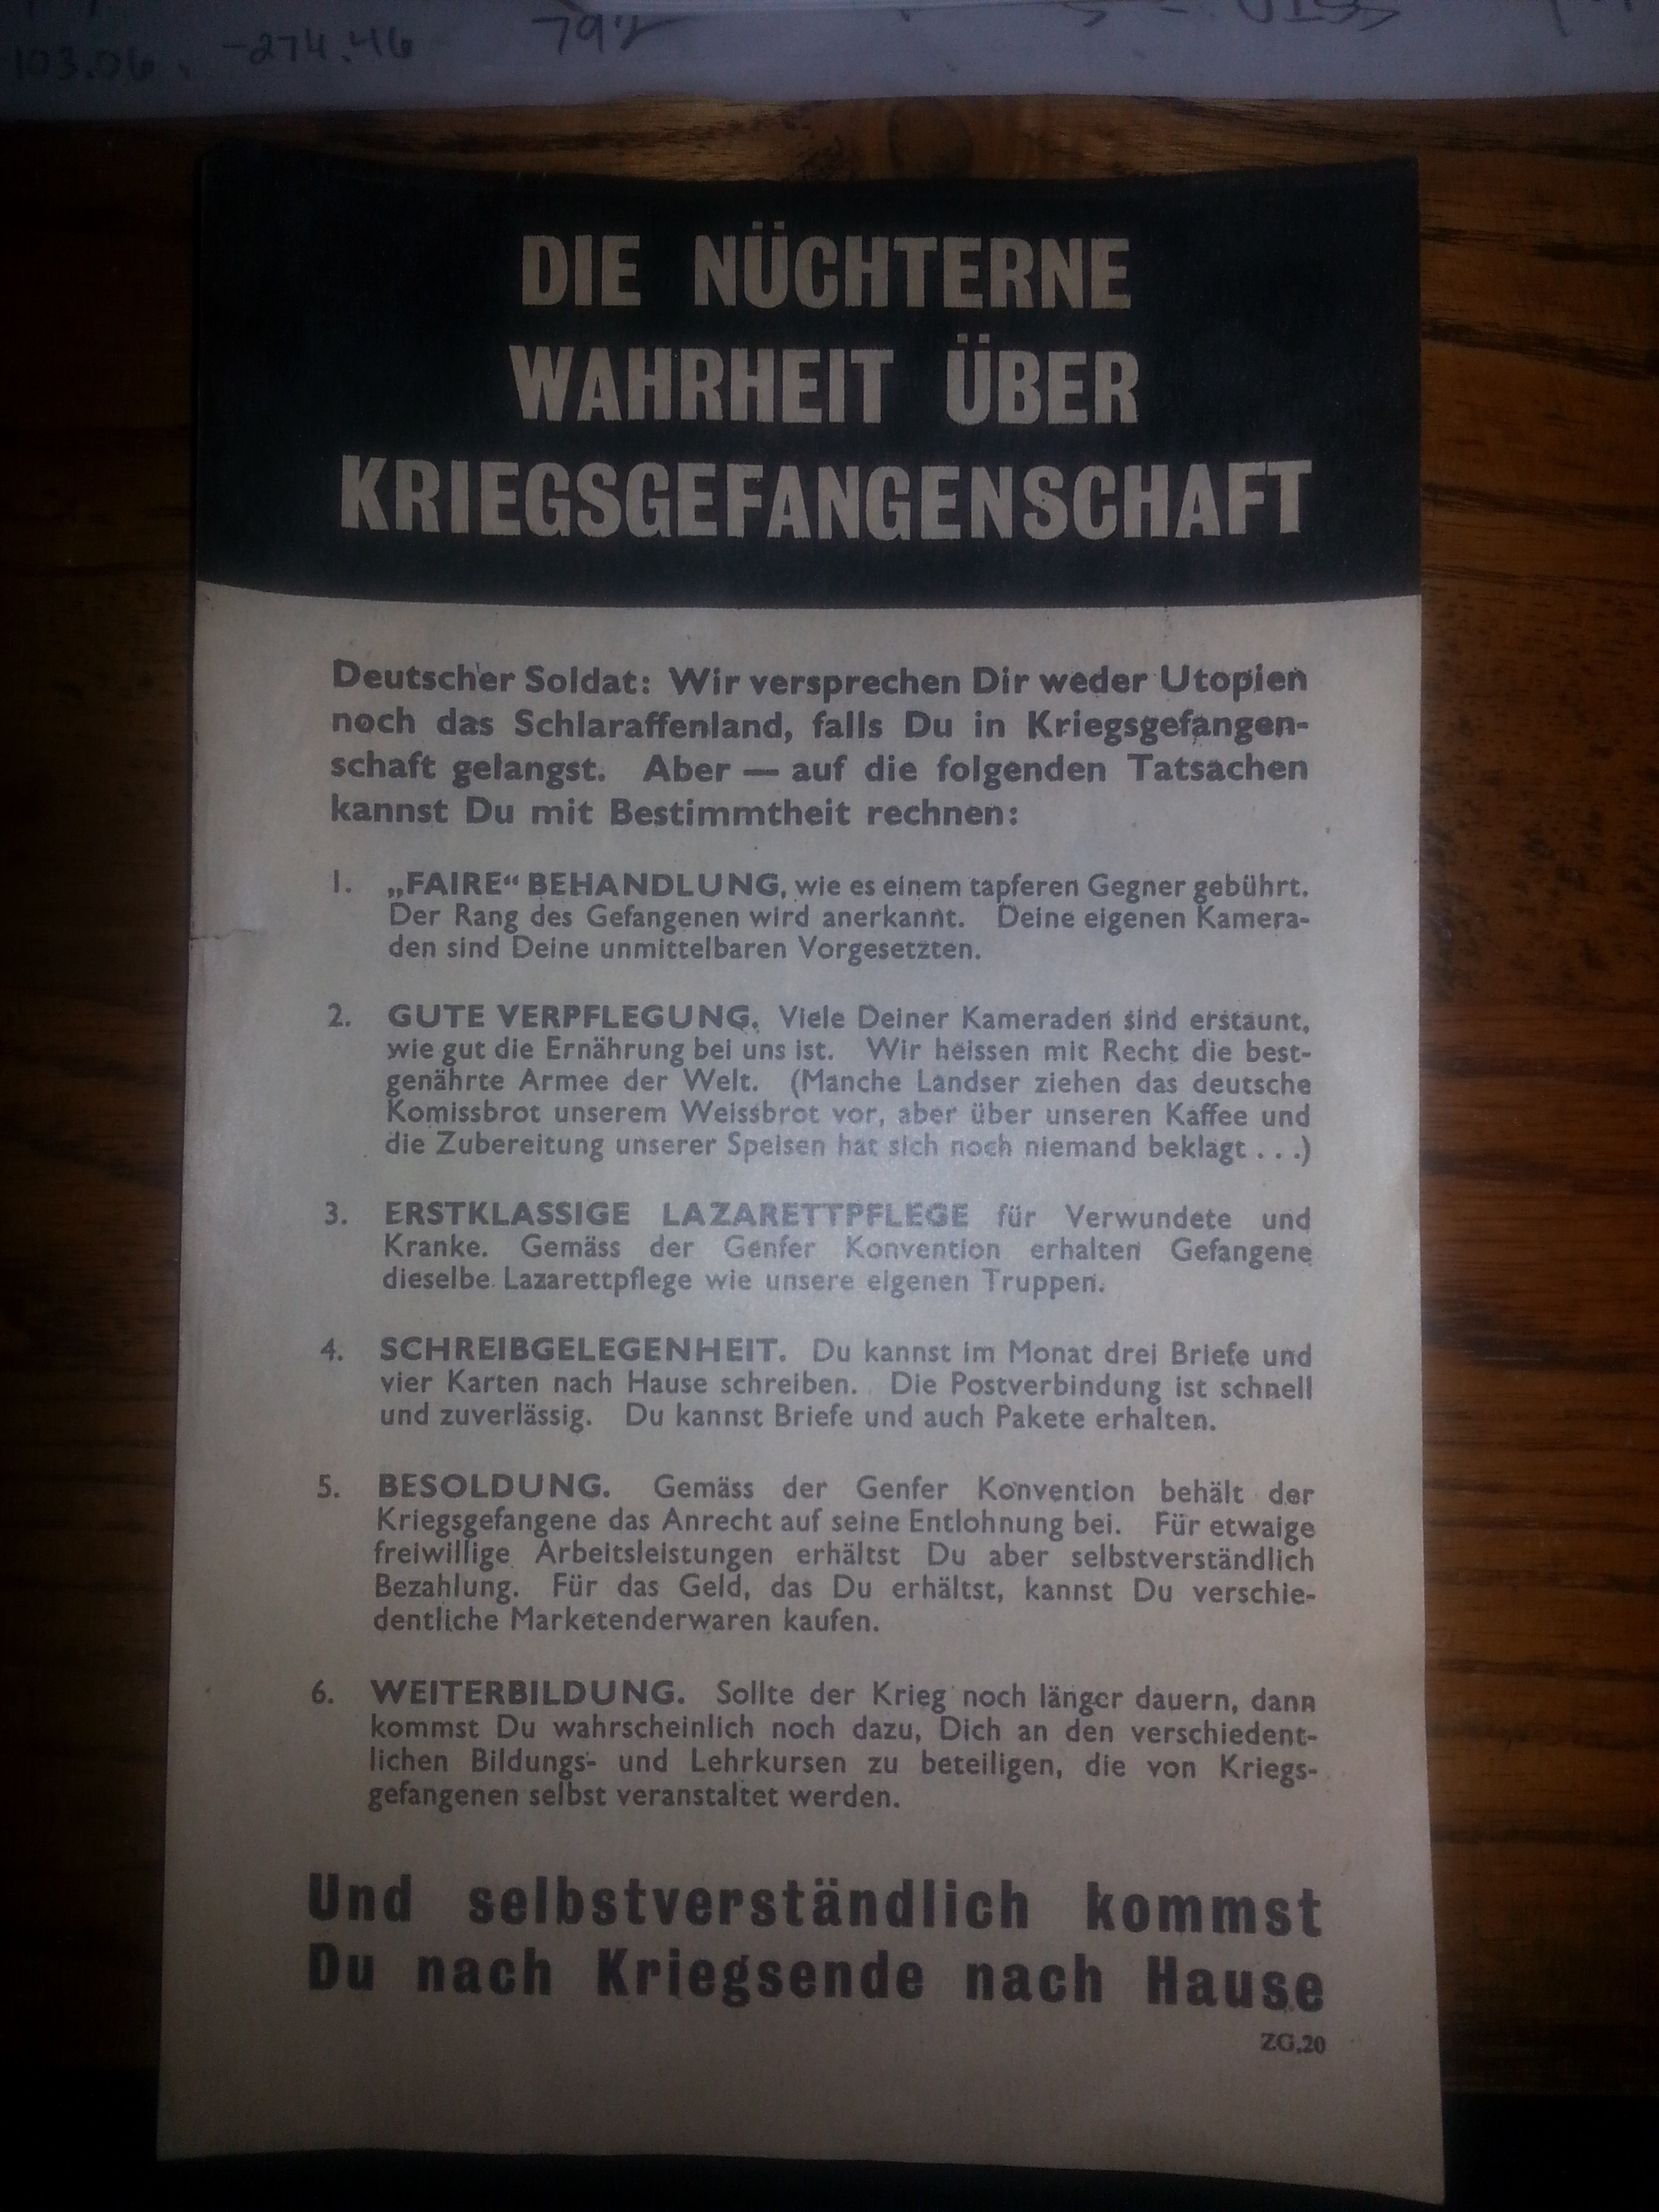 103.06, -274.46 792
DIE NÜCHTERNE
WAHRHEIT ÜBER
KRIEGSGEFANGENSCHAFT
Deutscher Soldat: Wir versprechen Dir weder Utopien
noch das Schlaraffenland, falls Du in Kriegsgefangen-
schaft gelangst. Aber — auf die folgenden Tatsachen
kannst Du mit Bestimmtheit rechnen:
1. „FAIRE“ BEHANDLUNG, wie es einem tapferen Gegner gebührt.
Der Rang des Gefangenen wird anerkannt. Deine eigenen Kamera-
den sind Deine unmittelbaren Vorgesetzten.
2. GUTE VERPFLEGUNG. Viele Deiner Kameraden sind erstaunt,
wie gut die Ernährung bei uns ist. Wir heissen mit Recht die best-
genährte Armee der Welt. (Manche Landser ziehen das deutsche
Komissbrot unserem Weissbrot vor, aber über unseren Kaffee und
die Zubereitung unserer Speisen hat sich noch niemand beklagt . . .)
3. ERSTKLASSIGE LAZARETTPFLEGE für Verwundete und
Kranke. Gemäss der Genfer Konvention erhalten Gefangene
dieselbe Lazarettpflege wie unsere eigenen Truppen.
4. SCHREIBGELEGENHEIT. Du kannst im Monat drei Briefe und
vier Karten nach Hause schreiben. Die Postverbindung ist schnell
und zuverlässig. Du kannst Briefe und auch Pakete erhalten.
5. BESOLDUNG. Gemäss der Genfer Konvention behält der
Kriegsgefangene das Anrecht auf seine Entlohnung bei. Für etwaige
freiwillige Arbeitsleistungen erhältst Du aber selbstverständlich
Bezahlung. Für das Geld, das Du erhältst, kannst Du verschie-
dentliche Marketenderwaren kaufen.
6. WEITERBILDUNG. Sollte der Krieg noch länger dauern, dann
kommst Du wahrscheinlich noch dazu, Dich an den verschiedent-
lichen Bildungs- und Lehrkursen zu beteiligen, die von Kriegs-
gefangenen selbst veranstaltet werden.
Und selbstverständlich kommst
Du nach Kriegsende nach Hause
ZG.20